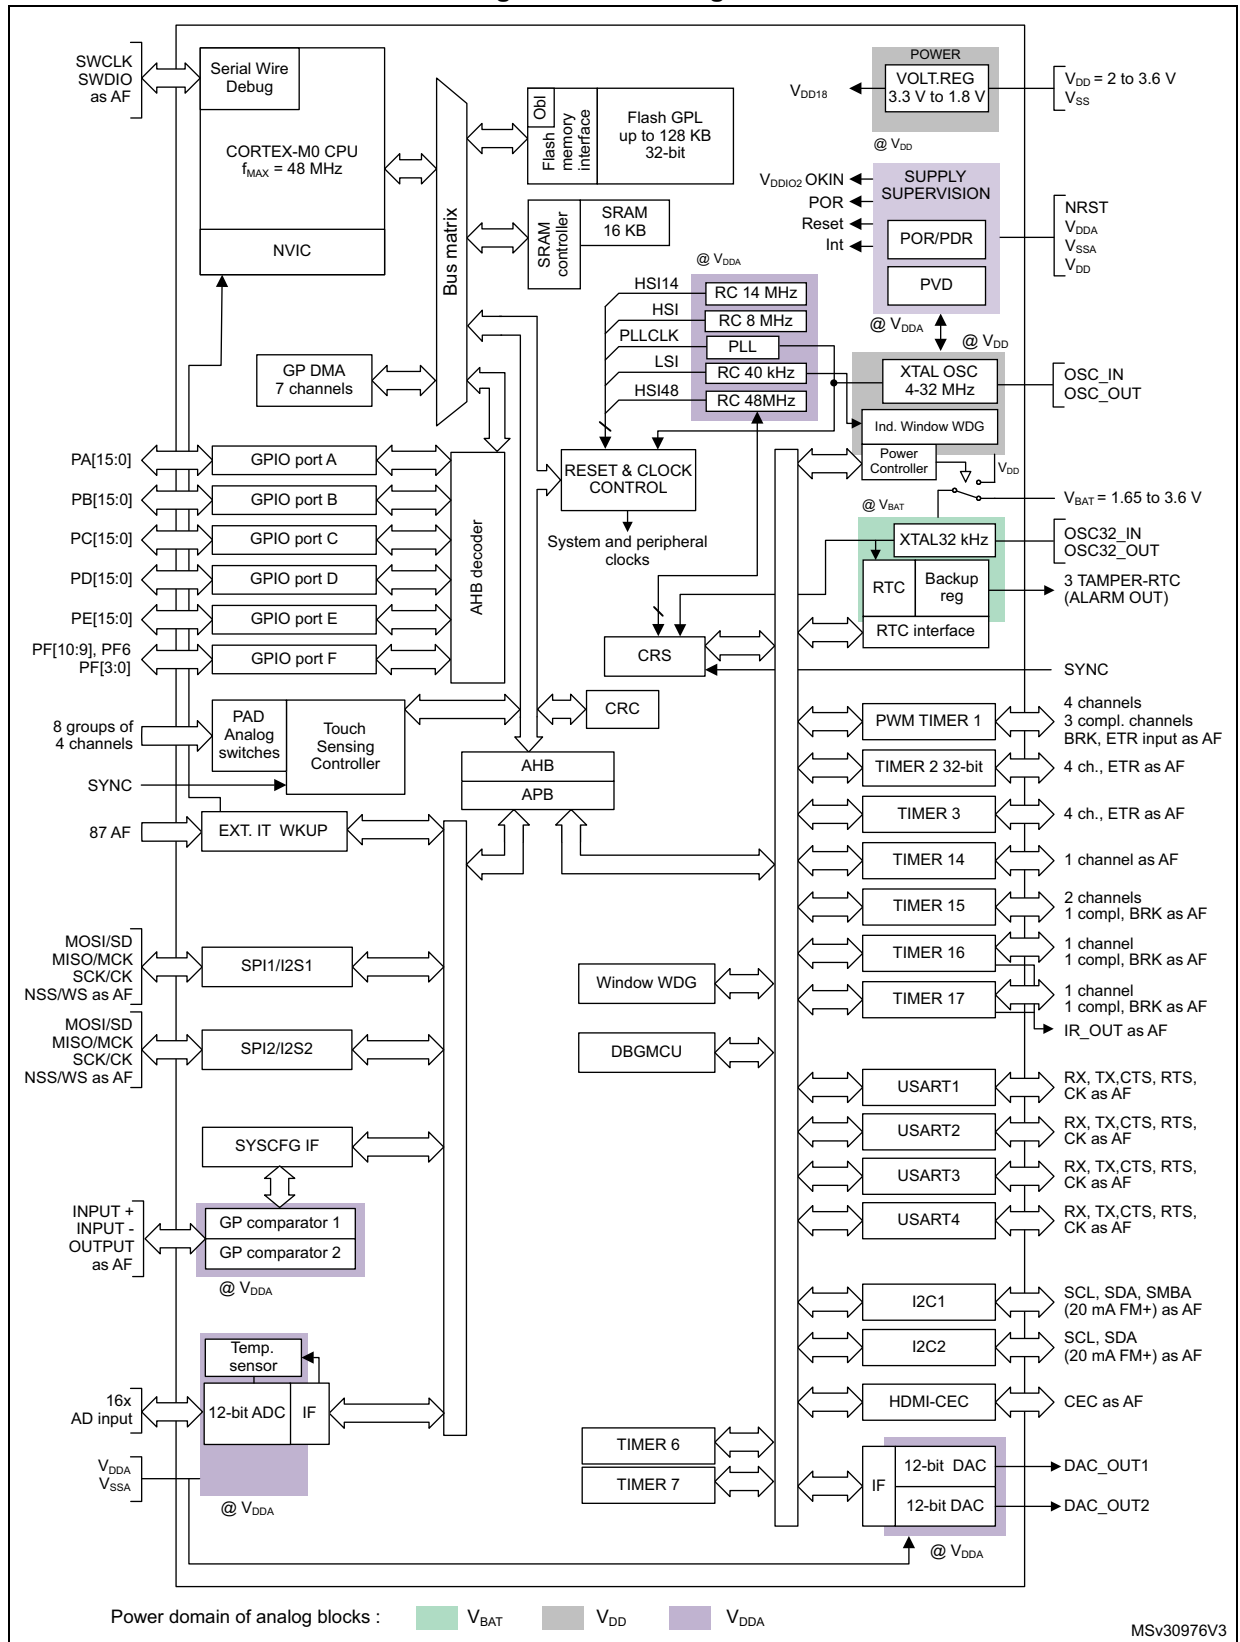 SWCLK
SWDIO
as AF
Serial Wire
Debug
CORTEX-M0 CPU
fMAX = 48 MHz
NVIC
Bus matrix
Obl
Flash
memory
interface
Flash GPL
up to 128 KB
32-bit
SRAM
controller
SRAM
16 KB
POWER
VOLT.REG
3.3 V to 1.8 V
VDD18
VDD = 2 to 3.6 V
VSS
@ VDD
VDDIO2 OKIN
POR
Reset
Int
SUPPLY
SUPERVISION
POR/PDR
PVD
NRST
VDDA
VSSA
VDD
@ VDDA
@ VDDA
@ VDD
HSI14
HSI
PLLCLK
LSI
HSI48
RC 14 MHz
RC 8 MHz
PLL
RC 40 kHz
RC 48MHz
XTAL OSC
4-32 MHz
OSC_IN
OSC_OUT
Ind. Window WDG
Power
Controller
VDD
@ VBAT
VBAT = 1.65 to 3.6 V
XTAL32 kHz
OSC32_IN
OSC32_OUT
RTC
Backup
reg
3 TAMPER-RTC
(ALARM OUT)
RTC interface
GP DMA
7 channels
RESET & CLOCK
CONTROL
System and peripheral
clocks
CRS
SYNC
PA[15:0]
GPIO port A
PB[15:0]
GPIO port B
PC[15:0]
GPIO port C
PD[15:0]
GPIO port D
PE[15:0]
GPIO port E
PF[10:9], PF6
PF[3:0]
GPIO port F
AHB decoder
8 groups of
4 channels
PAD
Analog
switches
Touch
Sensing
Controller
SYNC
CRC
AHB
APB
87 AF
EXT. IT WKUP
MOSI/SD
MISO/MCK
SCK/CK
NSS/WS as AF
SPI1/I2S1
MOSI/SD
MISO/MCK
SCK/CK
NSS/WS as AF
SPI2/I2S2
SYSCFG IF
INPUT +
INPUT -
OUTPUT
as AF
GP comparator 1
GP comparator 2
@ VDDA
Temp.
sensor
16x
AD input
12-bit ADC
IF
VDDA
VSSA
@ VDDA
Window WDG
DBGMCU
TIMER 6
TIMER 7
PWM TIMER 1
4 channels
3 compl. channels
BRK, ETR input as AF
TIMER 2 32-bit
4 ch., ETR as AF
TIMER 3
4 ch., ETR as AF
TIMER 14
1 channel as AF
TIMER 15
2 channels
1 compl, BRK as AF
TIMER 16
1 channel
1 compl, BRK as AF
TIMER 17
1 channel
1 compl, BRK as AF
IR_OUT as AF
USART1
RX, TX,CTS, RTS,
CK as AF
USART2
RX, TX,CTS, RTS,
CK as AF
USART3
RX, TX,CTS, RTS,
CK as AF
USART4
RX, TX,CTS, RTS,
CK as AF
I2C1
SCL, SDA, SMBA
(20 mA FM+) as AF
I2C2
SCL, SDA
(20 mA FM+) as AF
HDMI-CEC
CEC as AF
IF
12-bit DAC
12-bit DAC
DAC_OUT1
DAC_OUT2
@ VDDA
Power domain of analog blocks :
VBAT
VDD
VDDA
MSv30976V3